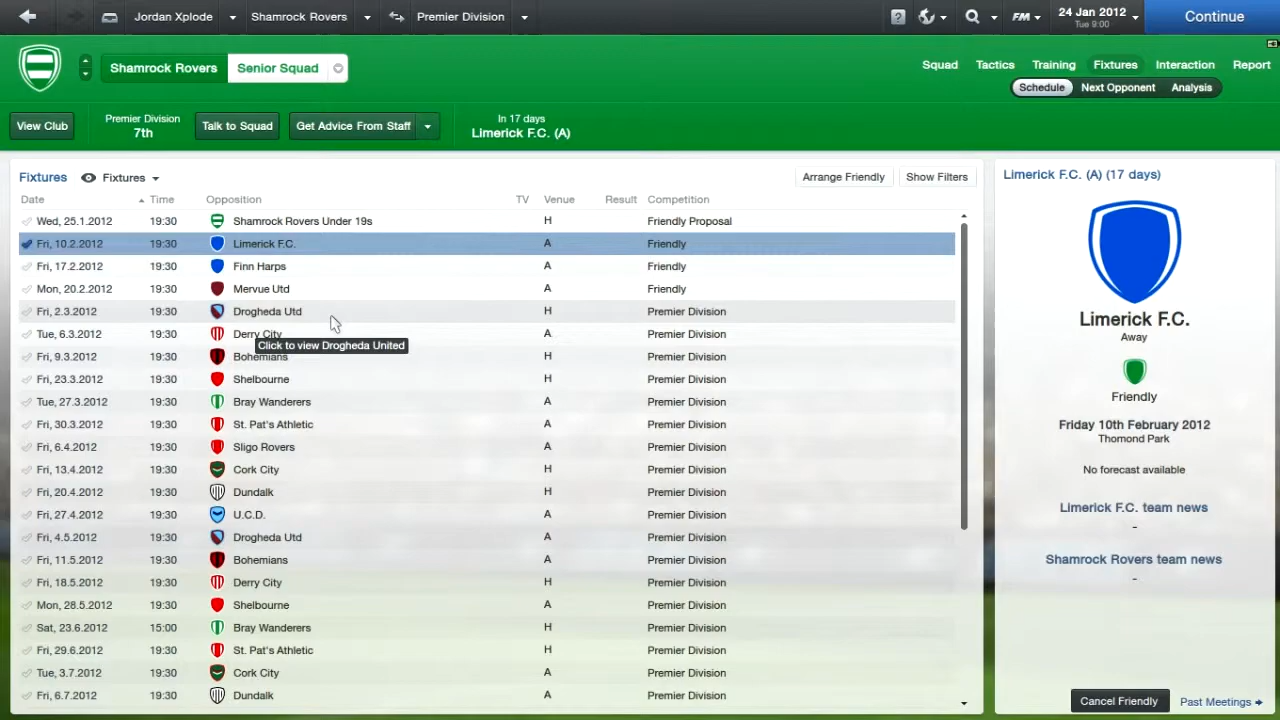 Jordan Xplode Shamrock Rovers Premier Division ? FM 24 Jan 2012 Continue
Tue 9:00
Shamrock Rovers Senior Squad Squad Tactics Training Fixtures Interaction Report
Schedule Next Opponent Analysis
View Club Premier Division Talk to Squad Get Advice From Staff In 17 days
7th Limerick F.C. (A)
Fixtures Fixtures Arrange Friendly Show Filters
Date Time Opposition TV Venue Result Competition
Wed, 25.1.2012 19:30 Shamrock Rovers Under 19s H Friendly Proposal
Fri, 10.2.2012 19:30 Limerick F.C. A Friendly
Fri, 17.2.2012 19:30 Finn Harps A Friendly
Mon, 20.2.2012 19:30 Mervue Utd A Friendly
Fri, 2.3.2012 19:30 Drogheda Utd H Premier Division
Tue, 6.3.2012 19:30 Derry City A Premier Division
Click to view Drogheda United
Fri, 9.3.2012 19:30 Bohemians H Premier Division
Fri, 23.3.2012 19:30 Shelbourne H Premier Division
Tue, 27.3.2012 19:30 Bray Wanderers A Premier Division
Fri, 30.3.2012 19:30 St. Pat's Athletic A Premier Division
Fri, 6.4.2012 19:30 Sligo Rovers A Premier Division
Fri, 13.4.2012 19:30 Cork City H Premier Division
Fri, 20.4.2012 19:30 Dundalk H Premier Division
Fri, 27.4.2012 19:30 U.C.D. A Premier Division
Fri, 4.5.2012 19:30 Drogheda Utd A Premier Division
Fri, 11.5.2012 19:30 Bohemians A Premier Division
Fri, 18.5.2012 19:30 Derry City H Premier Division
Mon, 28.5.2012 19:30 Shelbourne A Premier Division
Sat, 23.6.2012 15:00 Bray Wanderers H Premier Division
Fri, 29.6.2012 19:30 St. Pat's Athletic H Premier Division
Tue, 3.7.2012 19:30 Cork City A Premier Division
Fri, 6.7.2012 19:30 Dundalk A Premier Division
Limerick F.C. (A) (17 days)
Limerick F.C.
Away
Friendly
Friday 10th February 2012
Thomond Park
No forecast available
Limerick F.C. team news
-
Shamrock Rovers team news
-
Cancel Friendly Past Meetings